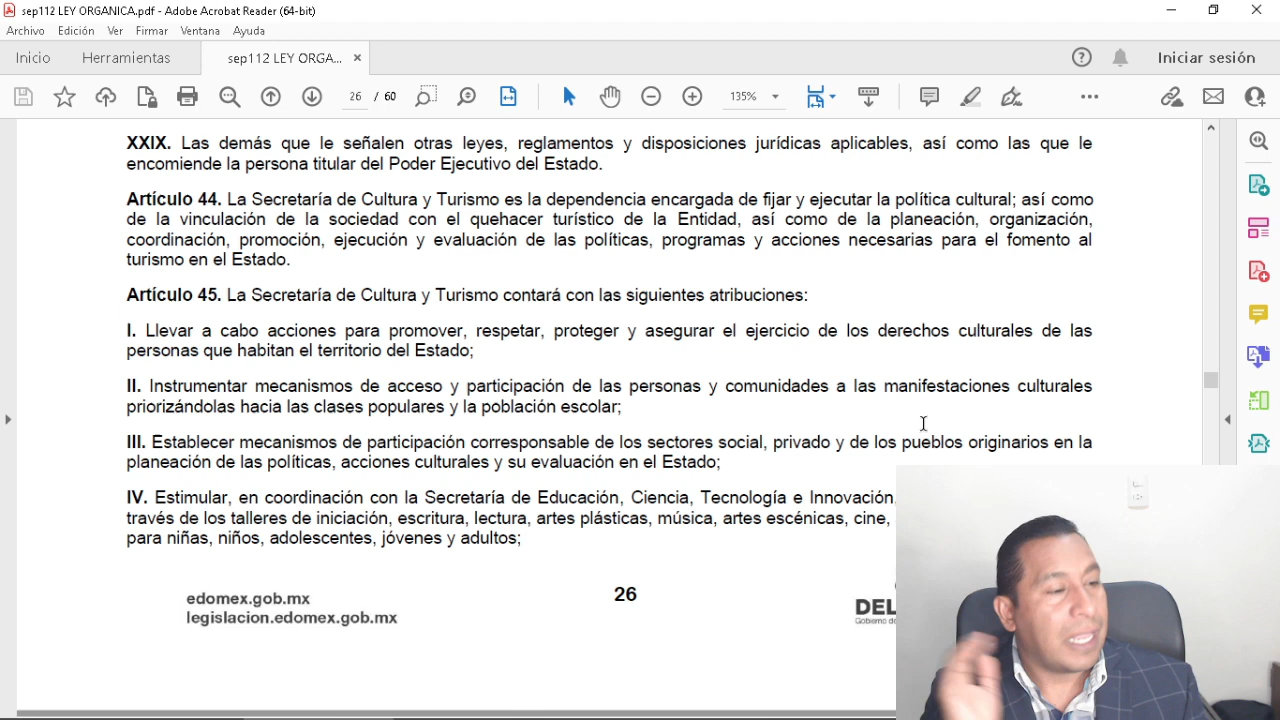 sep112 LEY ORGANICA.pdf - Adobe Acrobat Reader (64-bit)
Archivo Edición Ver Firmar Ventana Ayuda
Inicio Herramientas sep112 LEY ORGA... × Iniciar sesión
26 / 60 135%
XXIX. Las demás que le señalen otras leyes, reglamentos y disposiciones jurídicas aplicables, así como las que le
encomiende la persona titular del Poder Ejecutivo del Estado.
Artículo 44. La Secretaría de Cultura y Turismo es la dependencia encargada de fijar y ejecutar la política cultural; así como
de la vinculación de la sociedad con el quehacer turístico de la Entidad, así como de la planeación, organización,
coordinación, promoción, ejecución y evaluación de las políticas, programas y acciones necesarias para el fomento al
turismo en el Estado.
Artículo 45. La Secretaría de Cultura y Turismo contará con las siguientes atribuciones:
I. Llevar a cabo acciones para promover, respetar, proteger y asegurar el ejercicio de los derechos culturales de las
personas que habitan el territorio del Estado;
II. Instrumentar mecanismos de acceso y participación de las personas y comunidades a las manifestaciones culturales
priorizándolas hacia las clases populares y la población escolar;
III. Establecer mecanismos de participación corresponsable de los sectores social, privado y de los pueblos originarios en la
planeación de las políticas, acciones culturales y su evaluación en el Estado;
IV. Estimular, en coordinación con la Secretaría de Educación, Ciencia, Tecnología e Innovación,
través de los talleres de iniciación, escritura, lectura, artes plásticas, música, artes escénicas, cine,
para niñas, niños, adolescentes, jóvenes y adultos;
edomex.gob.mx
legislacion.edomex.gob.mx
26
DEL